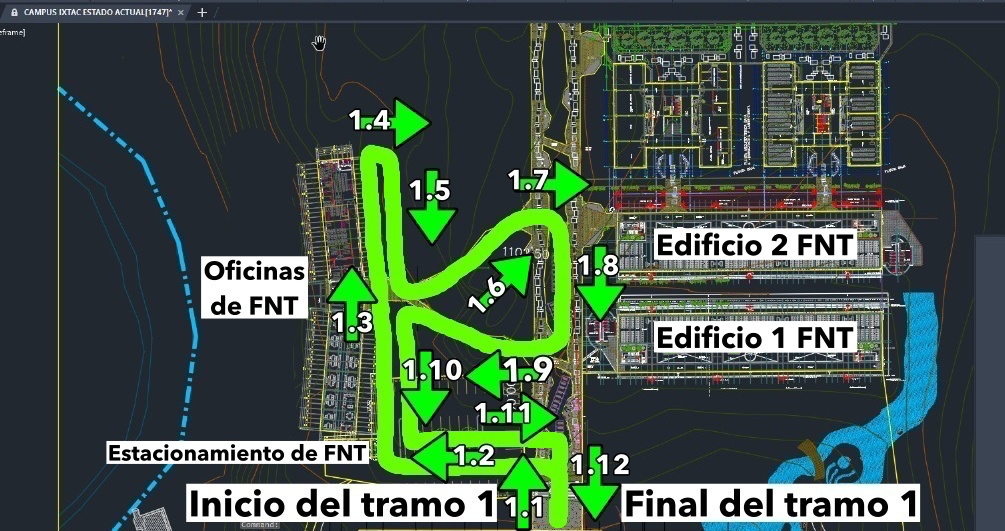 CAMPUS IXTAC ESTADO ACTUAL[1747]*
eframe]
1.4
1.5
1.7
Edificio 2 FNT
Oficinas
de FNT
1.8
1.6
1.3
Edificio 1 FNT
1.10
1.9
1.11
Estacionamiento de FNT
1.2
1.12
Inicio del tramo 1
1.1
Final del tramo 1
Command: